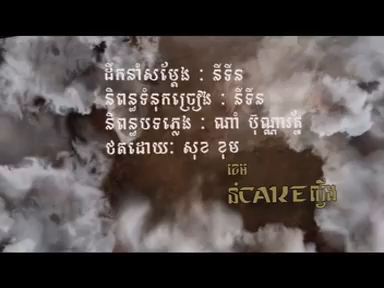 ដឹកនាំសម្តែង : នីទីន
និពន្ធទំនុកច្រៀង : នីទីន
និពន្ធបទភ្លេង : ណាំ ប៊ុណ្ណារត្ន័
ថតដោយ: សុខ ខុម
CAKE